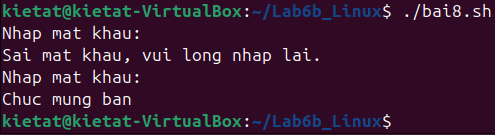 kietat@kietat-VirtualBox:~/Lab6b_Linux$ ./bai8.sh
Nhap mat khau:
Sai mat khau, vui long nhap lai.
Nhap mat khau:
Chuc mung ban
kietat@kietat-VirtualBox:~/Lab6b_Linux$